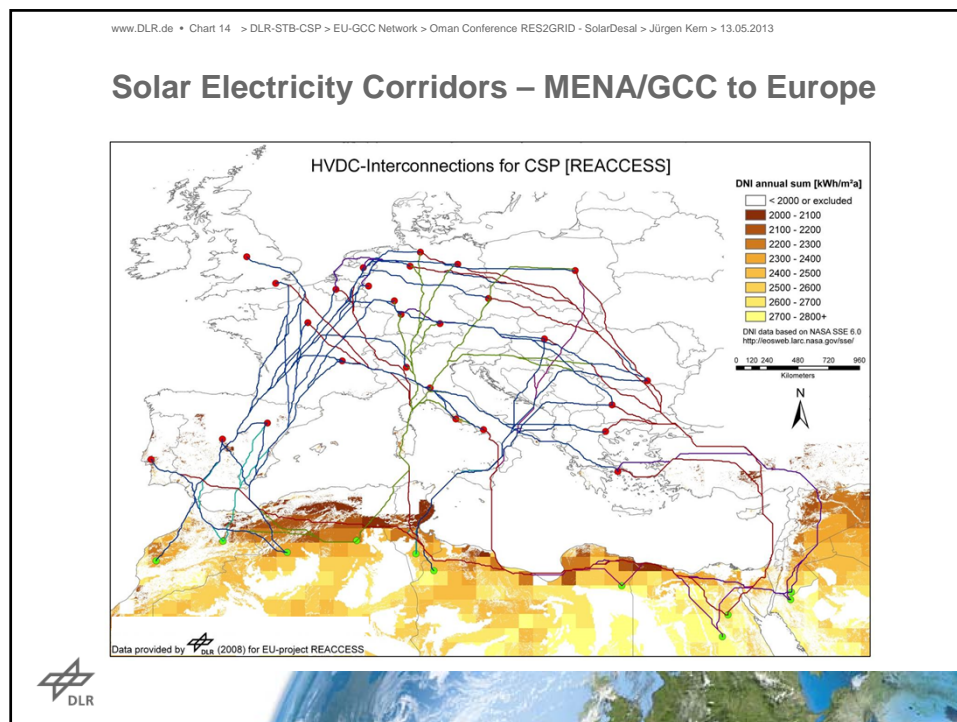 www.DLR.de • Chart 14 > DLR-STB-CSP > EU-GCC Network > Oman Conference RES2GRID - SolarDesal > Jürgen Kern > 13.05.2013
Solar Electricity Corridors – MENA/GCC to Europe
HVDC-Interconnections for CSP [REACCESS]
DNI annual sum [kWh/m²a]
< 2000 or excluded
2000 - 2100
2100 - 2200
2200 - 2300
2300 - 2400
2400 - 2500
2500 - 2600
2600 - 2700
2700 - 2800+
DNI data based on NASA SSE 6.0
http://eosweb.larc.nasa.gov/sse/
0 120 240 480 720 960
Kilometers
N
Data provided by DLR (2008) for EU-project REACCESS
DLR